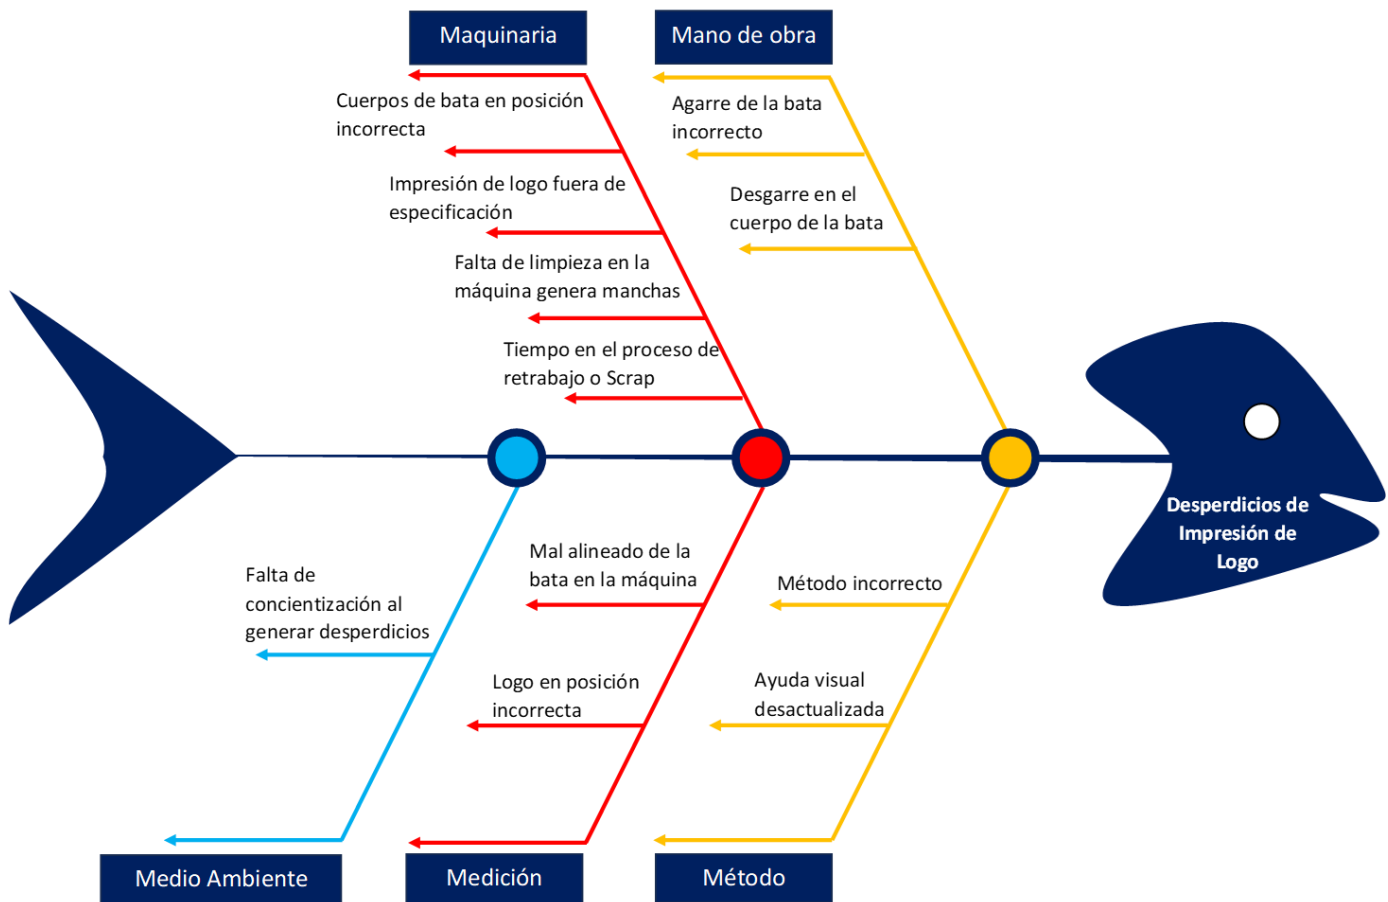 Maquinaria
Mano de obra
Cuerpos de bata en posición
incorrecta
Impresión de logo fuera de
especificación
Falta de limpieza en la
máquina genera manchas
Tiempo en el proceso de
retrabajo o Scrap
Agarre de la bata
incorrecto
Desgarre en el
cuerpo de la bata
Desperdicios de
Impresión de
Logo
Falta de
concientización al
generar desperdicios
Mal alineado de la
bata en la máquina
Logo en posición
incorrecta
Método incorrecto
Ayuda visual
desactualizada
Medio Ambiente
Medición
Método